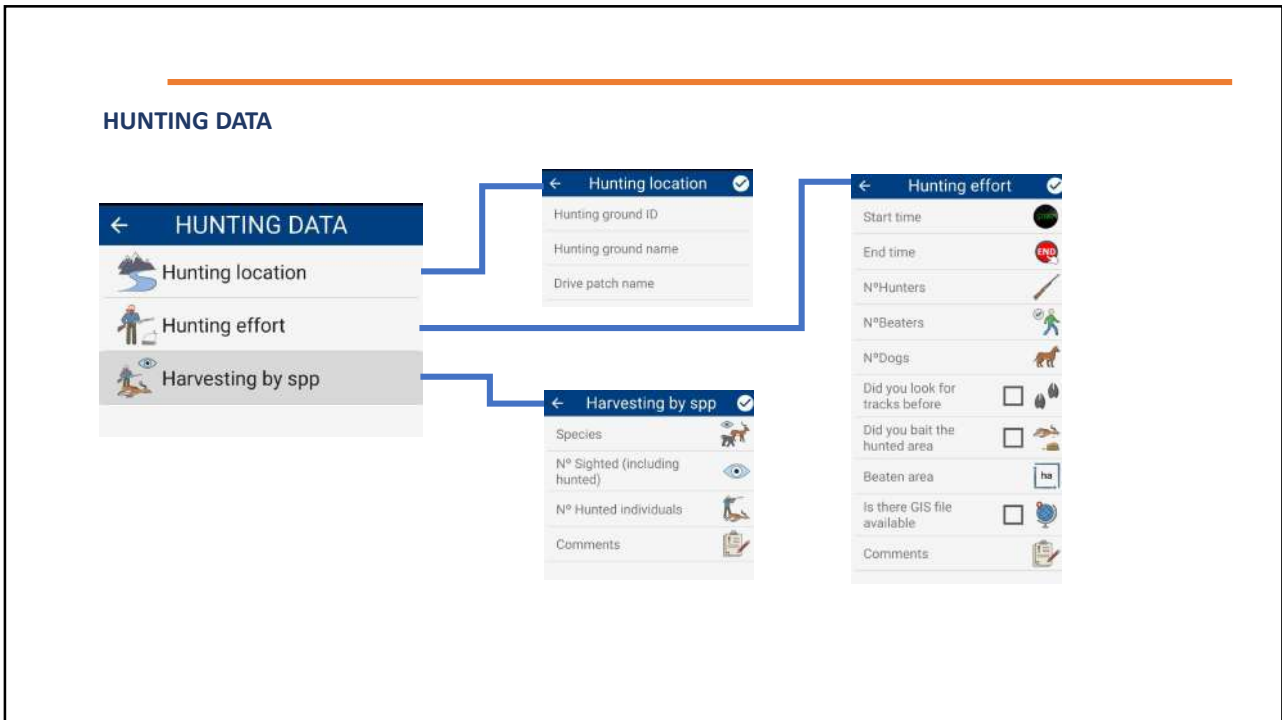 HUNTING DATA
← HUNTING DATA
Hunting location
Hunting effort
Harvesting by spp
← Hunting location
Hunting ground ID
Hunting ground name
Drive patch name
← Harvesting by spp
Species
Nº Sighted (including
hunted)
Nº Hunted individuals
Comments
← Hunting effort
Start time
End time
END
NºHunters
NºBeaters
NºDogs
Did you look for
tracks before
Did you bait the
hunted area
Beaten area
ha
Is there GIS file
available
Comments